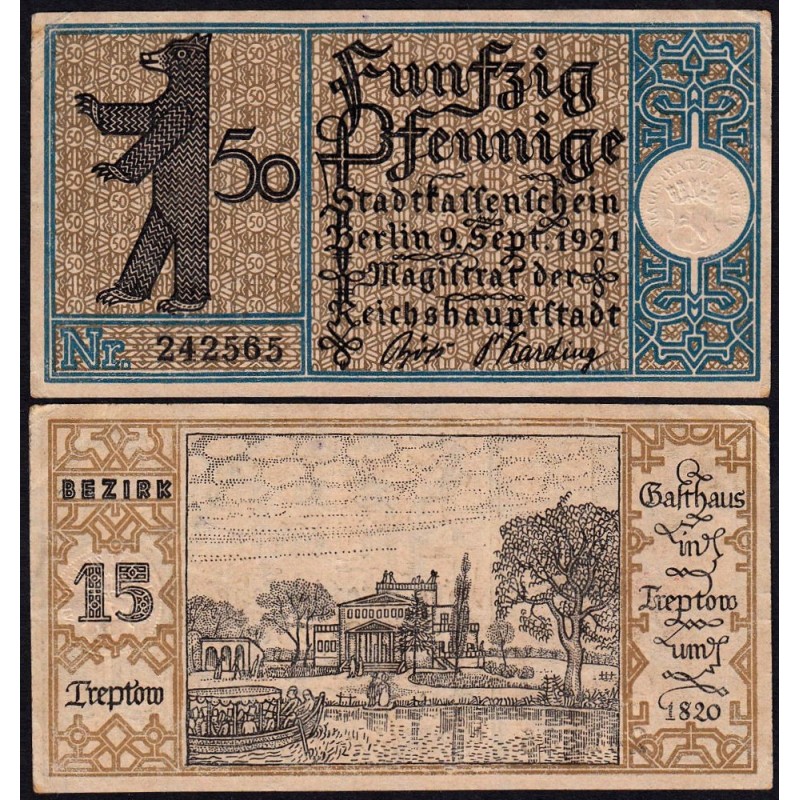 50
Funfzig
Pfennige
Stadtkassenschein
Berlin 9. Sept. 1921
Magistrat der
Reichshauptstadt
Nr. 242565
BEZIRK
15
Treptow
Gasthaus
in
Treptow
um
1820